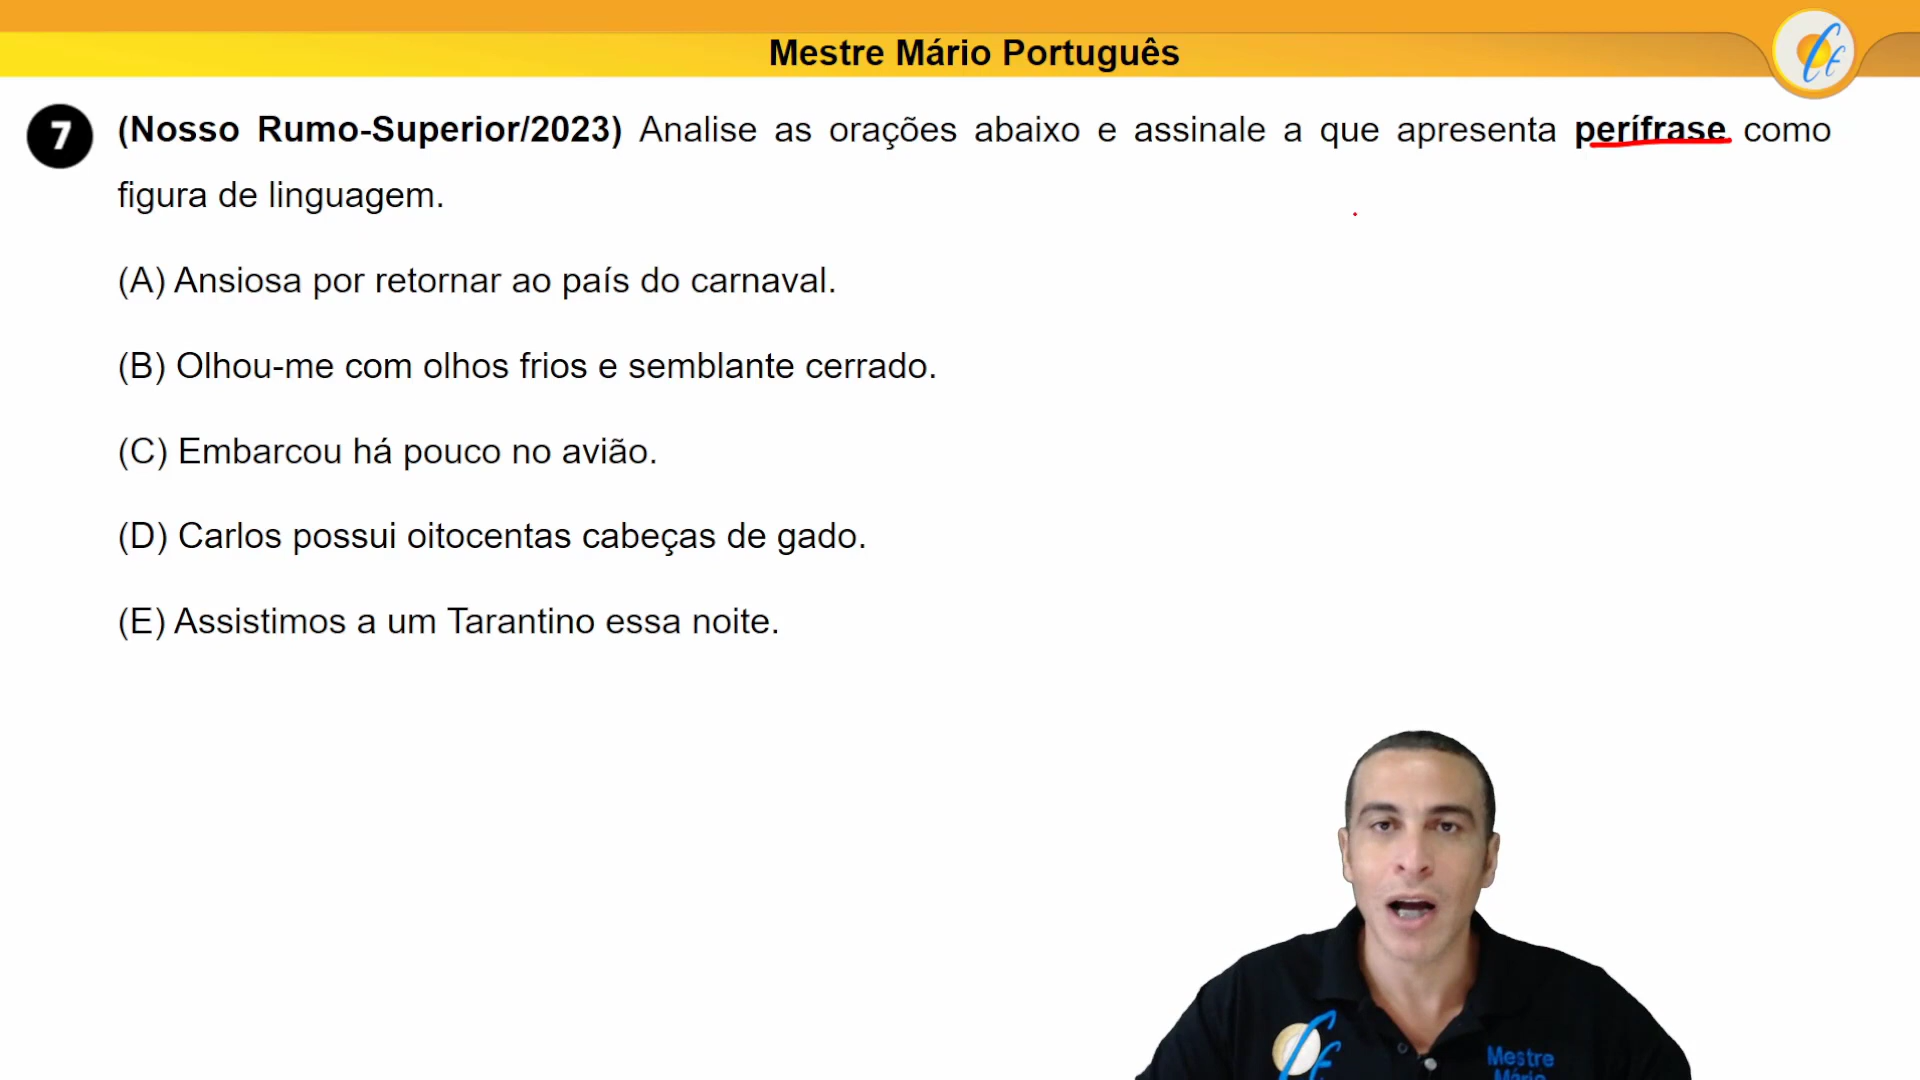 Mestre Mário Português
7
(Nosso Rumo-Superior/2023) Analise as orações abaixo e assinale a que apresenta perífrase como
figura de linguagem.
(A) Ansiosa por retornar ao país do carnaval.
(B) Olhou-me com olhos frios e semblante cerrado.
(C) Embarcou há pouco no avião.
(D) Carlos possui oitocentas cabeças de gado.
(E) Assistimos a um Tarantino essa noite.
Mestre
Mário